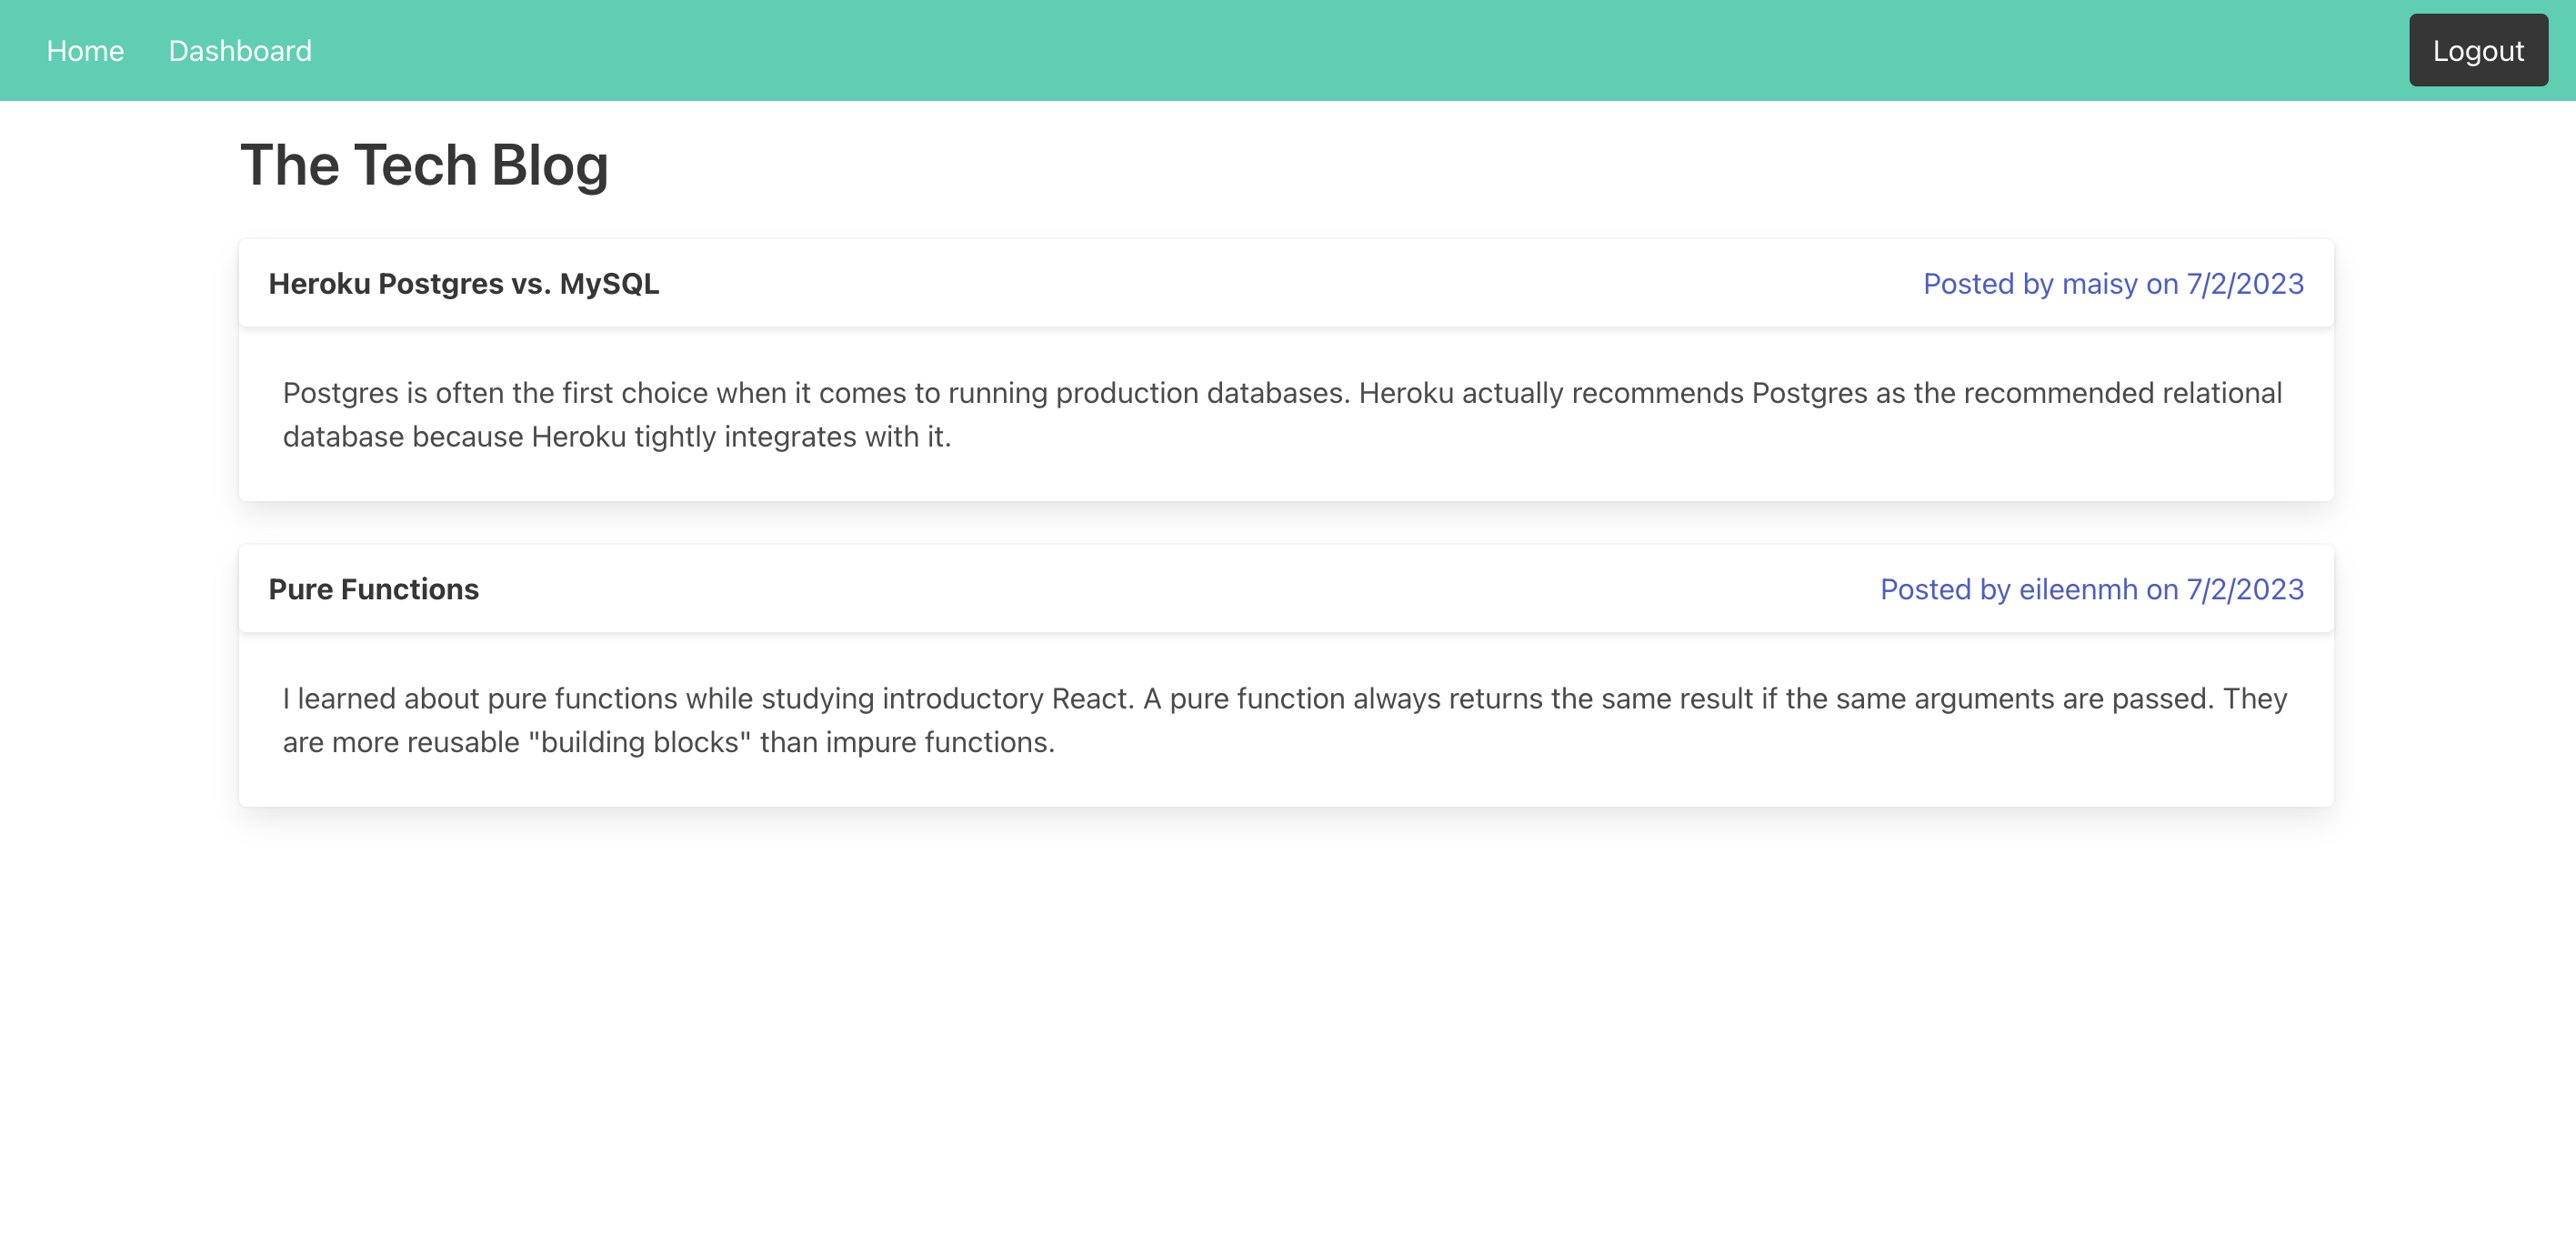 Home Dashboard Logout
The Tech Blog
Heroku Postgres vs. MySQL Posted by maisy on 7/2/2023
Postgres is often the first choice when it comes to running production databases. Heroku actually recommends Postgres as the recommended relational
database because Heroku tightly integrates with it.
Pure Functions Posted by eileenmh on 7/2/2023
I learned about pure functions while studying introductory React. A pure function always returns the same result if the same arguments are passed. They
are more reusable "building blocks" than impure functions.